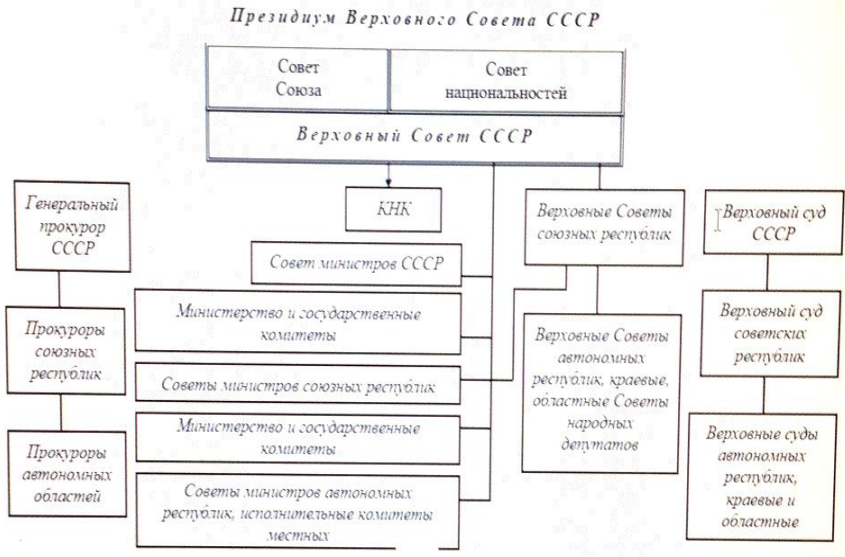 Президиум Верховного Совета СССР
Совет
Союза
Совет
национальностей
Верховный Совет СССР
Генеральный
прокурор
СССР
КНК
Верховные Советы
союзных республик
Верховный суд
СССР
Совет министров СССР
Министерство и государственные
комитеты
Прокуроры
союзных
республик
Верховные Советы
автономных
республик, краевые,
областные Советы
народных
депутатов
Верховный суд
советских
республик
Советы министров союзных республик
Министерство и государственные
комитеты
Прокуроры
автономных
областей
Верховные суды
автономных
республик,
краевые и
областные
Советы министров автономных
республик, исполнительные комитеты
местных